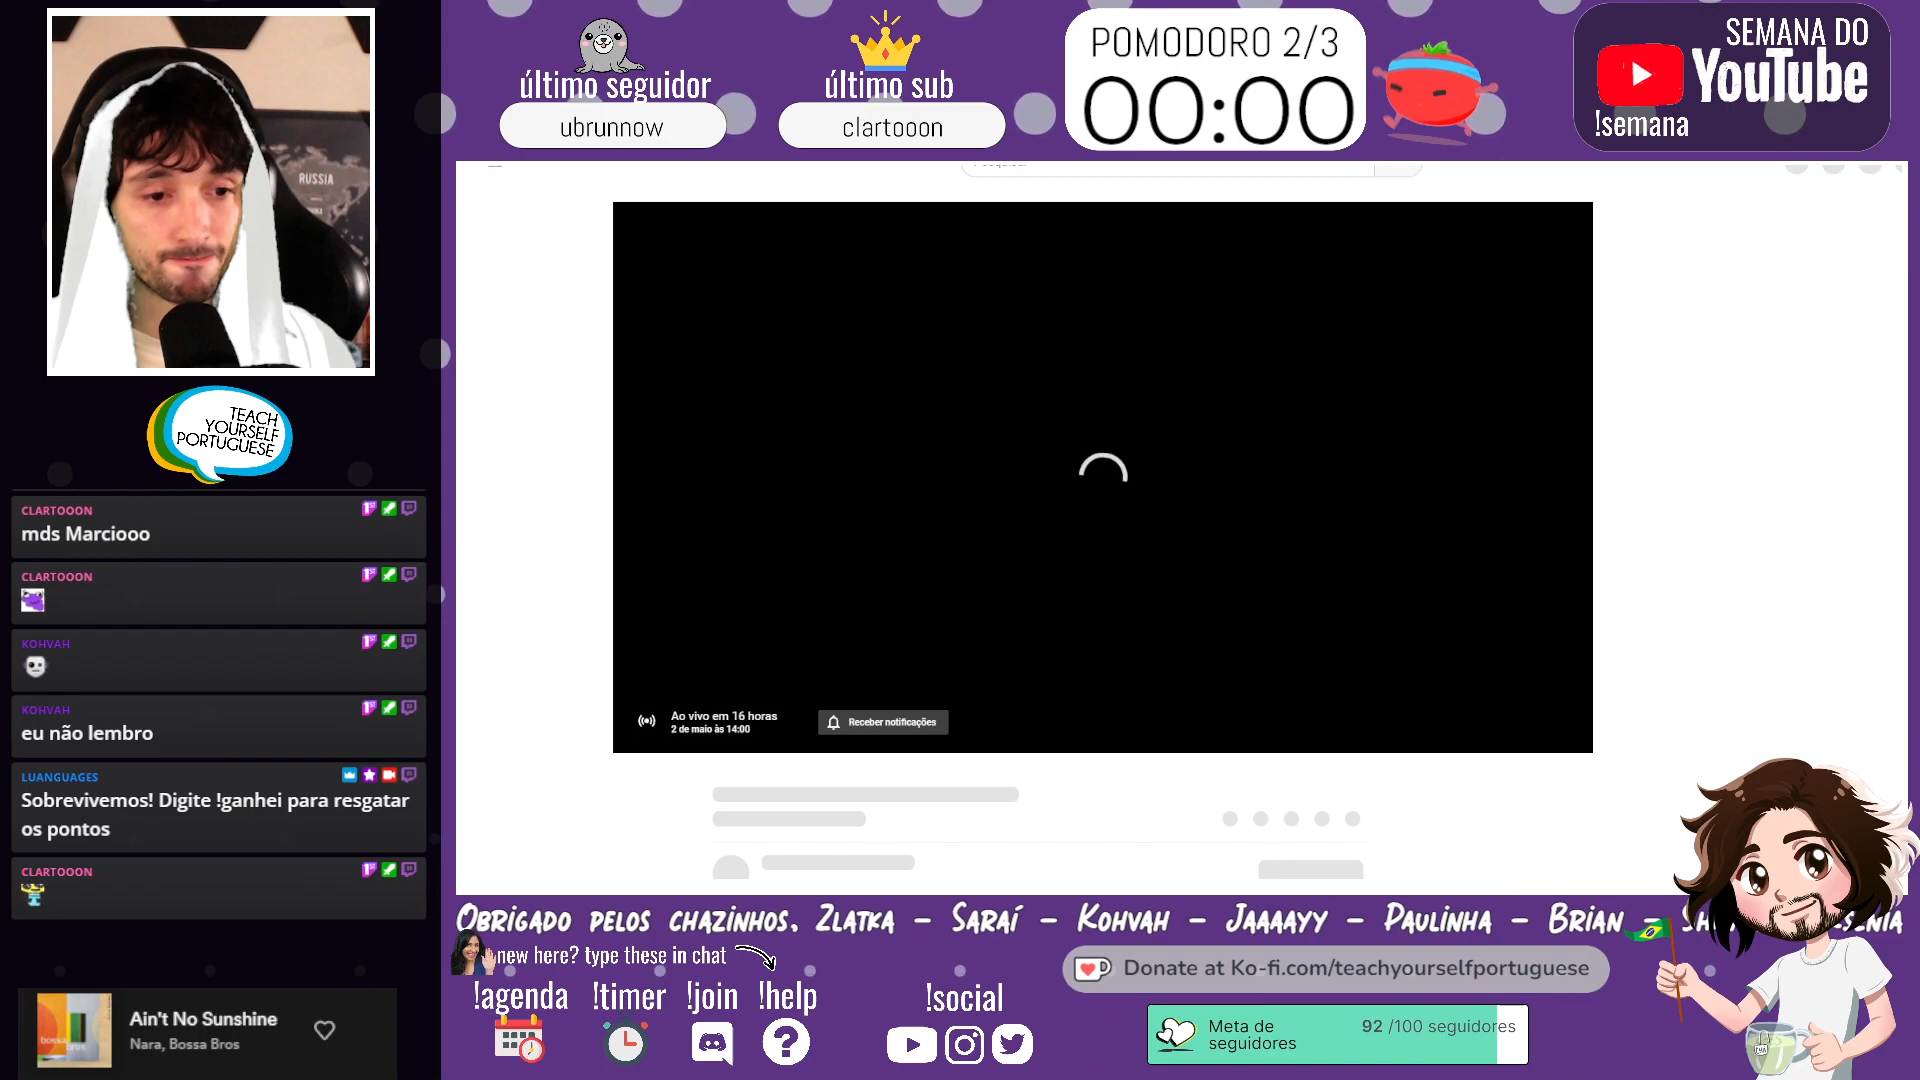 último seguidor
ubrunnow
último sub
clartooon
POMODORO 2/3
00:00
SEMANA DO
YouTube
!semana
RUSSIA
TEACH
YOURSELF
PORTUGUESE
CLARTOOON
mds Marciooo
CLARTOOON
KOHVAH
KOHVAH
eu não lembro
LUANGUAGES
Sobrevivemos! Digite !ganhei para resgatar
os pontos
CLARTOOON
Ain't No Sunshine
Nara, Bossa Bros
Ao vivo em 16 horas
2 de maio às 14:00
Receber notificações
OBRIGADO PELOS CHAZINHOS, ZLATKA – SARAÍ – KOHVAH – JAAAAYY – PAULINHA – BRIAN –
new here? type these in chat
!agenda !timer !join !help
!social
Donate at Ko-fi.com/teachyourselfportuguese
Meta de
seguidores
92 /100 seguidores
CHÁ